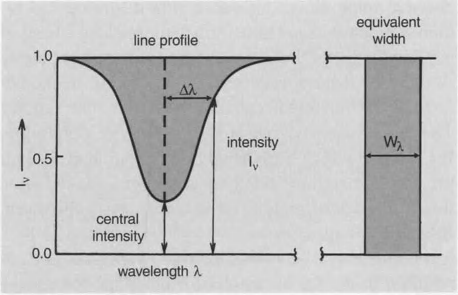 line profile
equivalent
width
1.0
Δλ
intensity
I_ν
W_λ
0.5
I_ν
central
intensity
0.0
wavelength λ